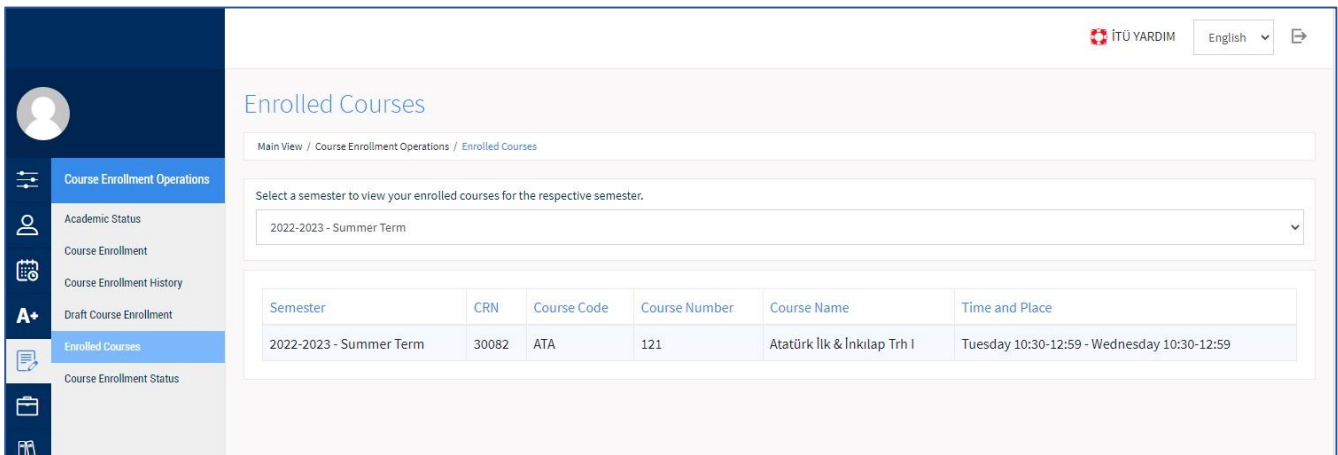 İTÜ YARDIM English
Enrolled Courses
Main View / Course Enrollment Operations / Enrolled Courses
Course Enrollment Operations
Academic Status
Course Enrollment
Course Enrollment History
A+ Draft Course Enrollment
Enrolled Courses
Course Enrollment Status
Select a semester to view your enrolled courses for the respective semester.
2022-2023 - Summer Term
Semester CRN Course Code Course Number Course Name Time and Place
2022-2023 - Summer Term 30082 ATA 121 Atatürk İlk & İnkılap Trh I Tuesday 10:30-12:59 - Wednesday 10:30-12:59